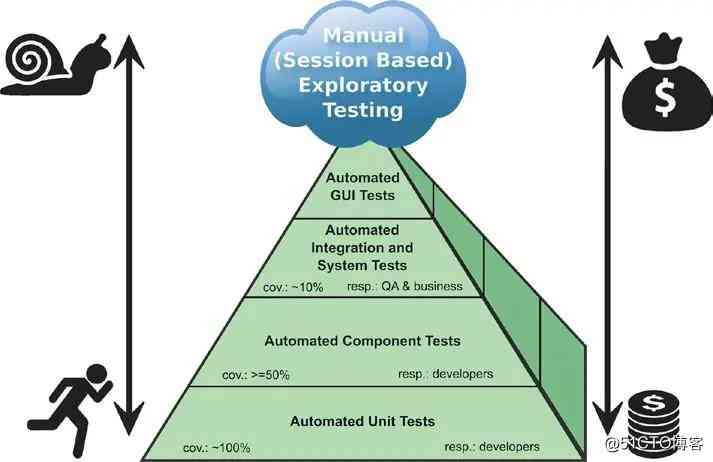 Manual
(Session Based)
Exploratory
Testing
$
Automated
GUI Tests
Automated
Integration and
System Tests
cov.: ~10% resp.: QA & business
Automated Component Tests
cov.: >=50% resp.: developers
Automated Unit Tests
cov.: ~100% resp.: developers
$
@51CTO博客